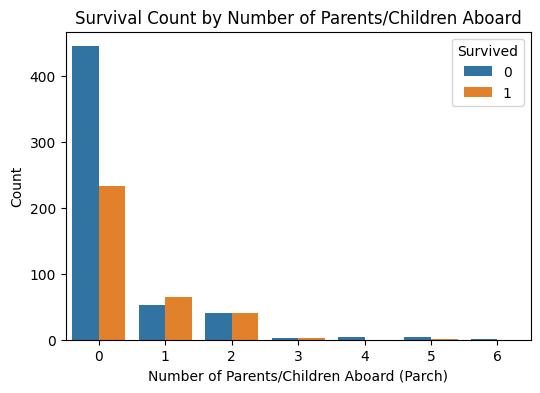 Survival Count by Number of Parents/Children Aboard
Survived
0
1
400
300
200
100
0
Count
0 1 2 3 4 5 6
Number of Parents/Children Aboard (Parch)